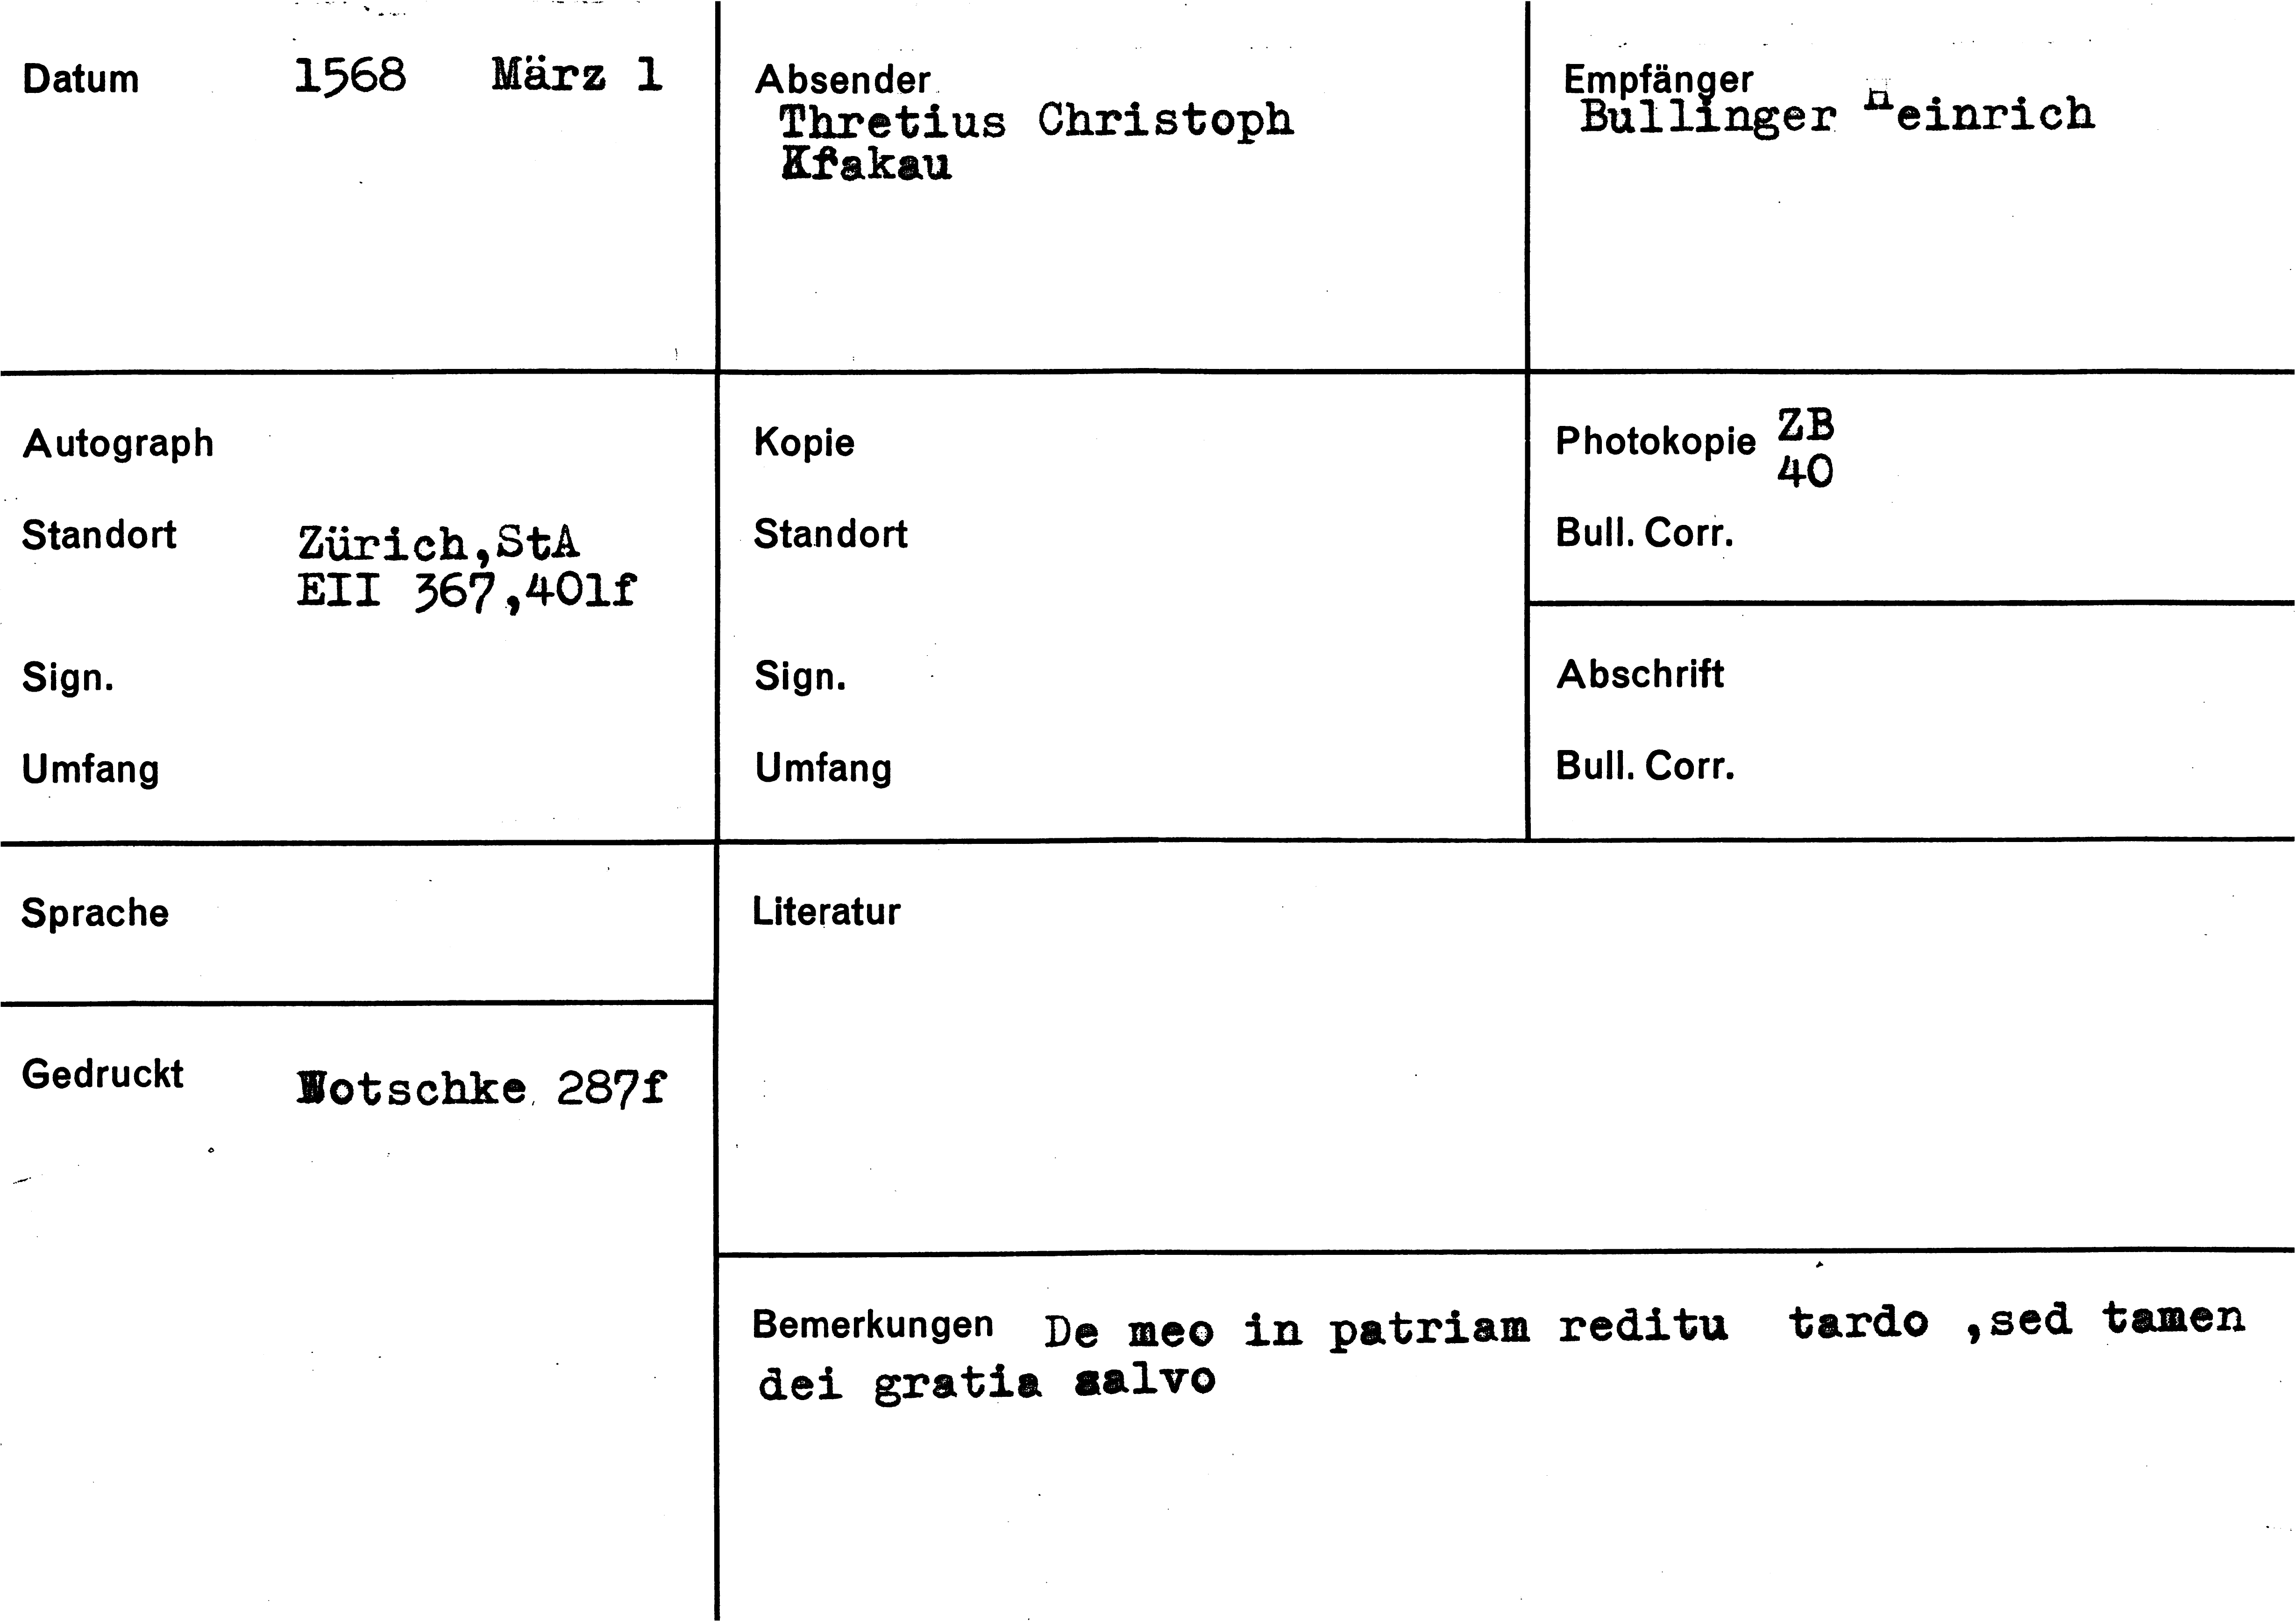 Datum 1568 März 1
Absender
Thretius Christoph
Krakau
Empfänger
Bullinger Heinrich
Autograph
Standort Zürich,StA
EII 367,401f
Sign.
Umfang
Kopie
Standort
Sign.
Umfang
Photokopie ZB
40
Bull. Corr.
Abschrift
Bull. Corr.
Sprache
Gedruckt Wotschke 287f
Literatur
Bemerkungen De meo in patriam reditu tardo ,sed tamen
dei gratia salvo